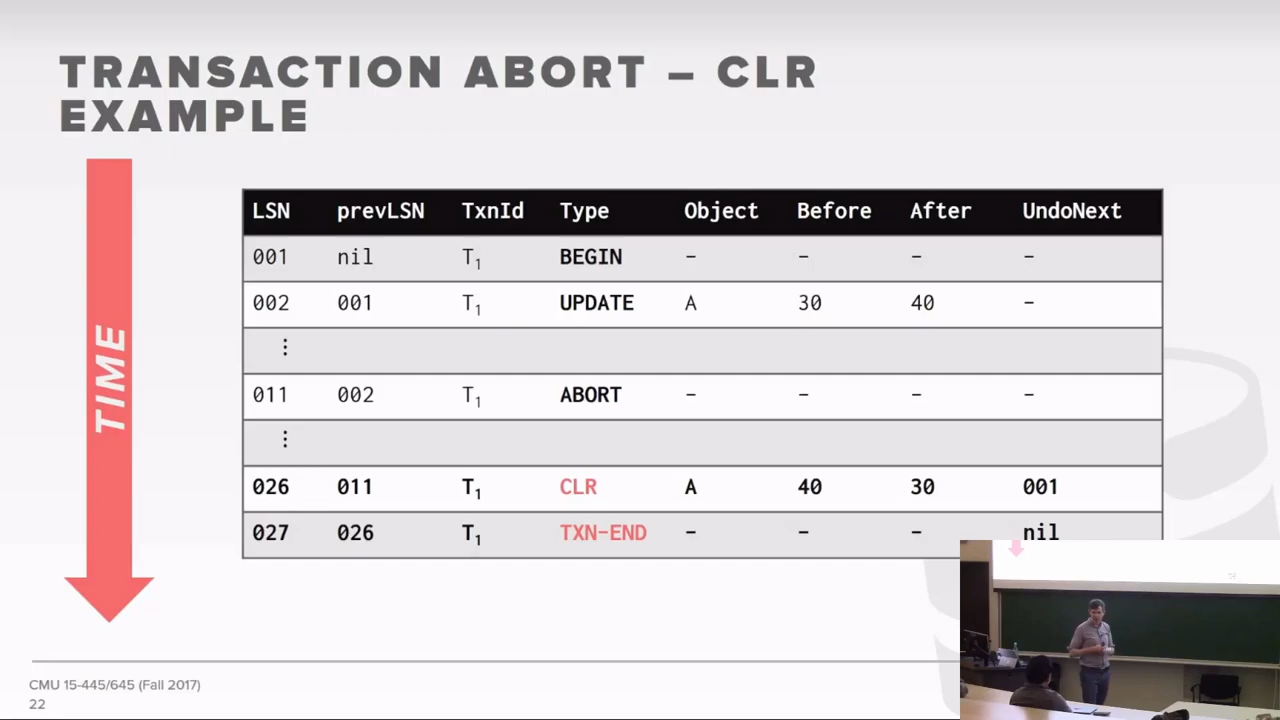 TRANSACTION ABORT – CLR
EXAMPLE
TIME
LSN prevLSN TxnId Type Object Before After UndoNext
001 nil T1 BEGIN - - - -
002 001 T1 UPDATE A 30 40 -
⋮
011 002 T1 ABORT - - - -
⋮
026 011 T1 CLR A 40 30 001
027 026 T1 TXN-END - - - nil
CMU 15-445/645 (Fall 2017)
22